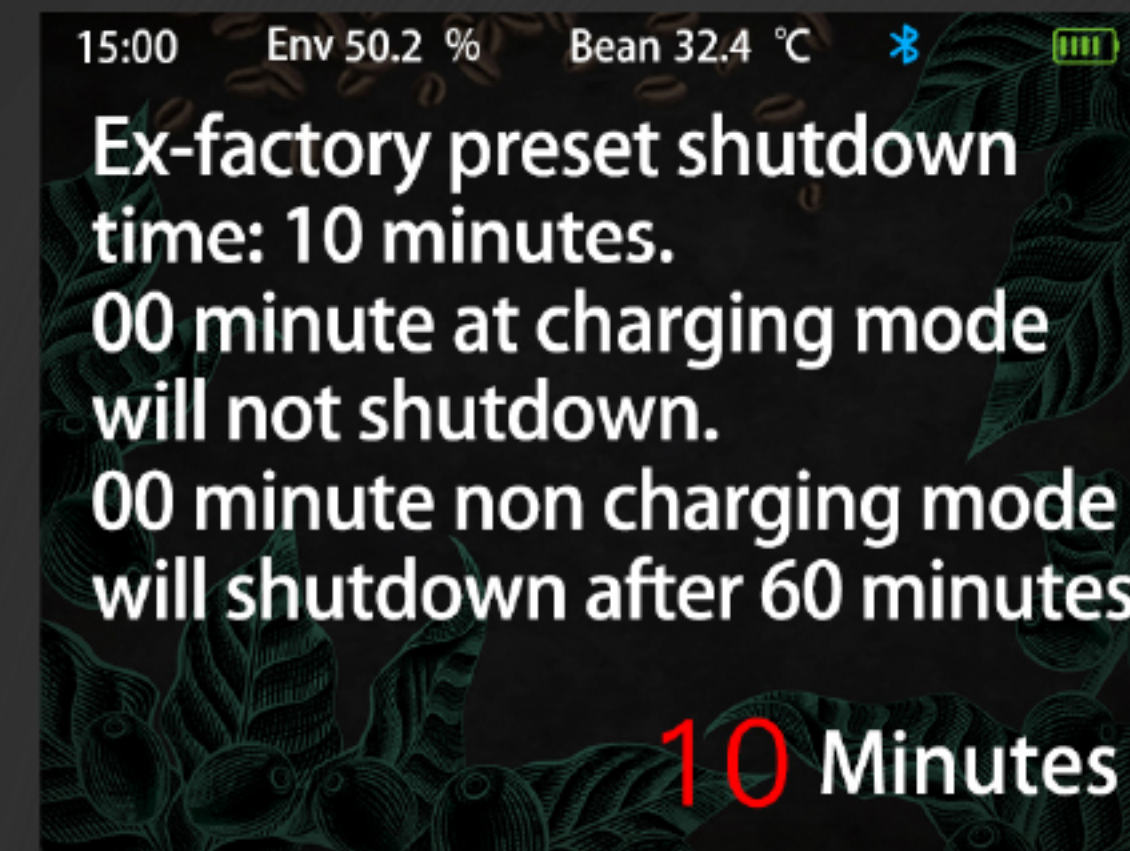 15:00 Env 50.2 % Bean 32.4 ℃
Ex-factory preset shutdown
time: 10 minutes.
00 minute at charging mode
will not shutdown.
00 minute non charging mode
will shutdown after 60 minutes
10 Minutes